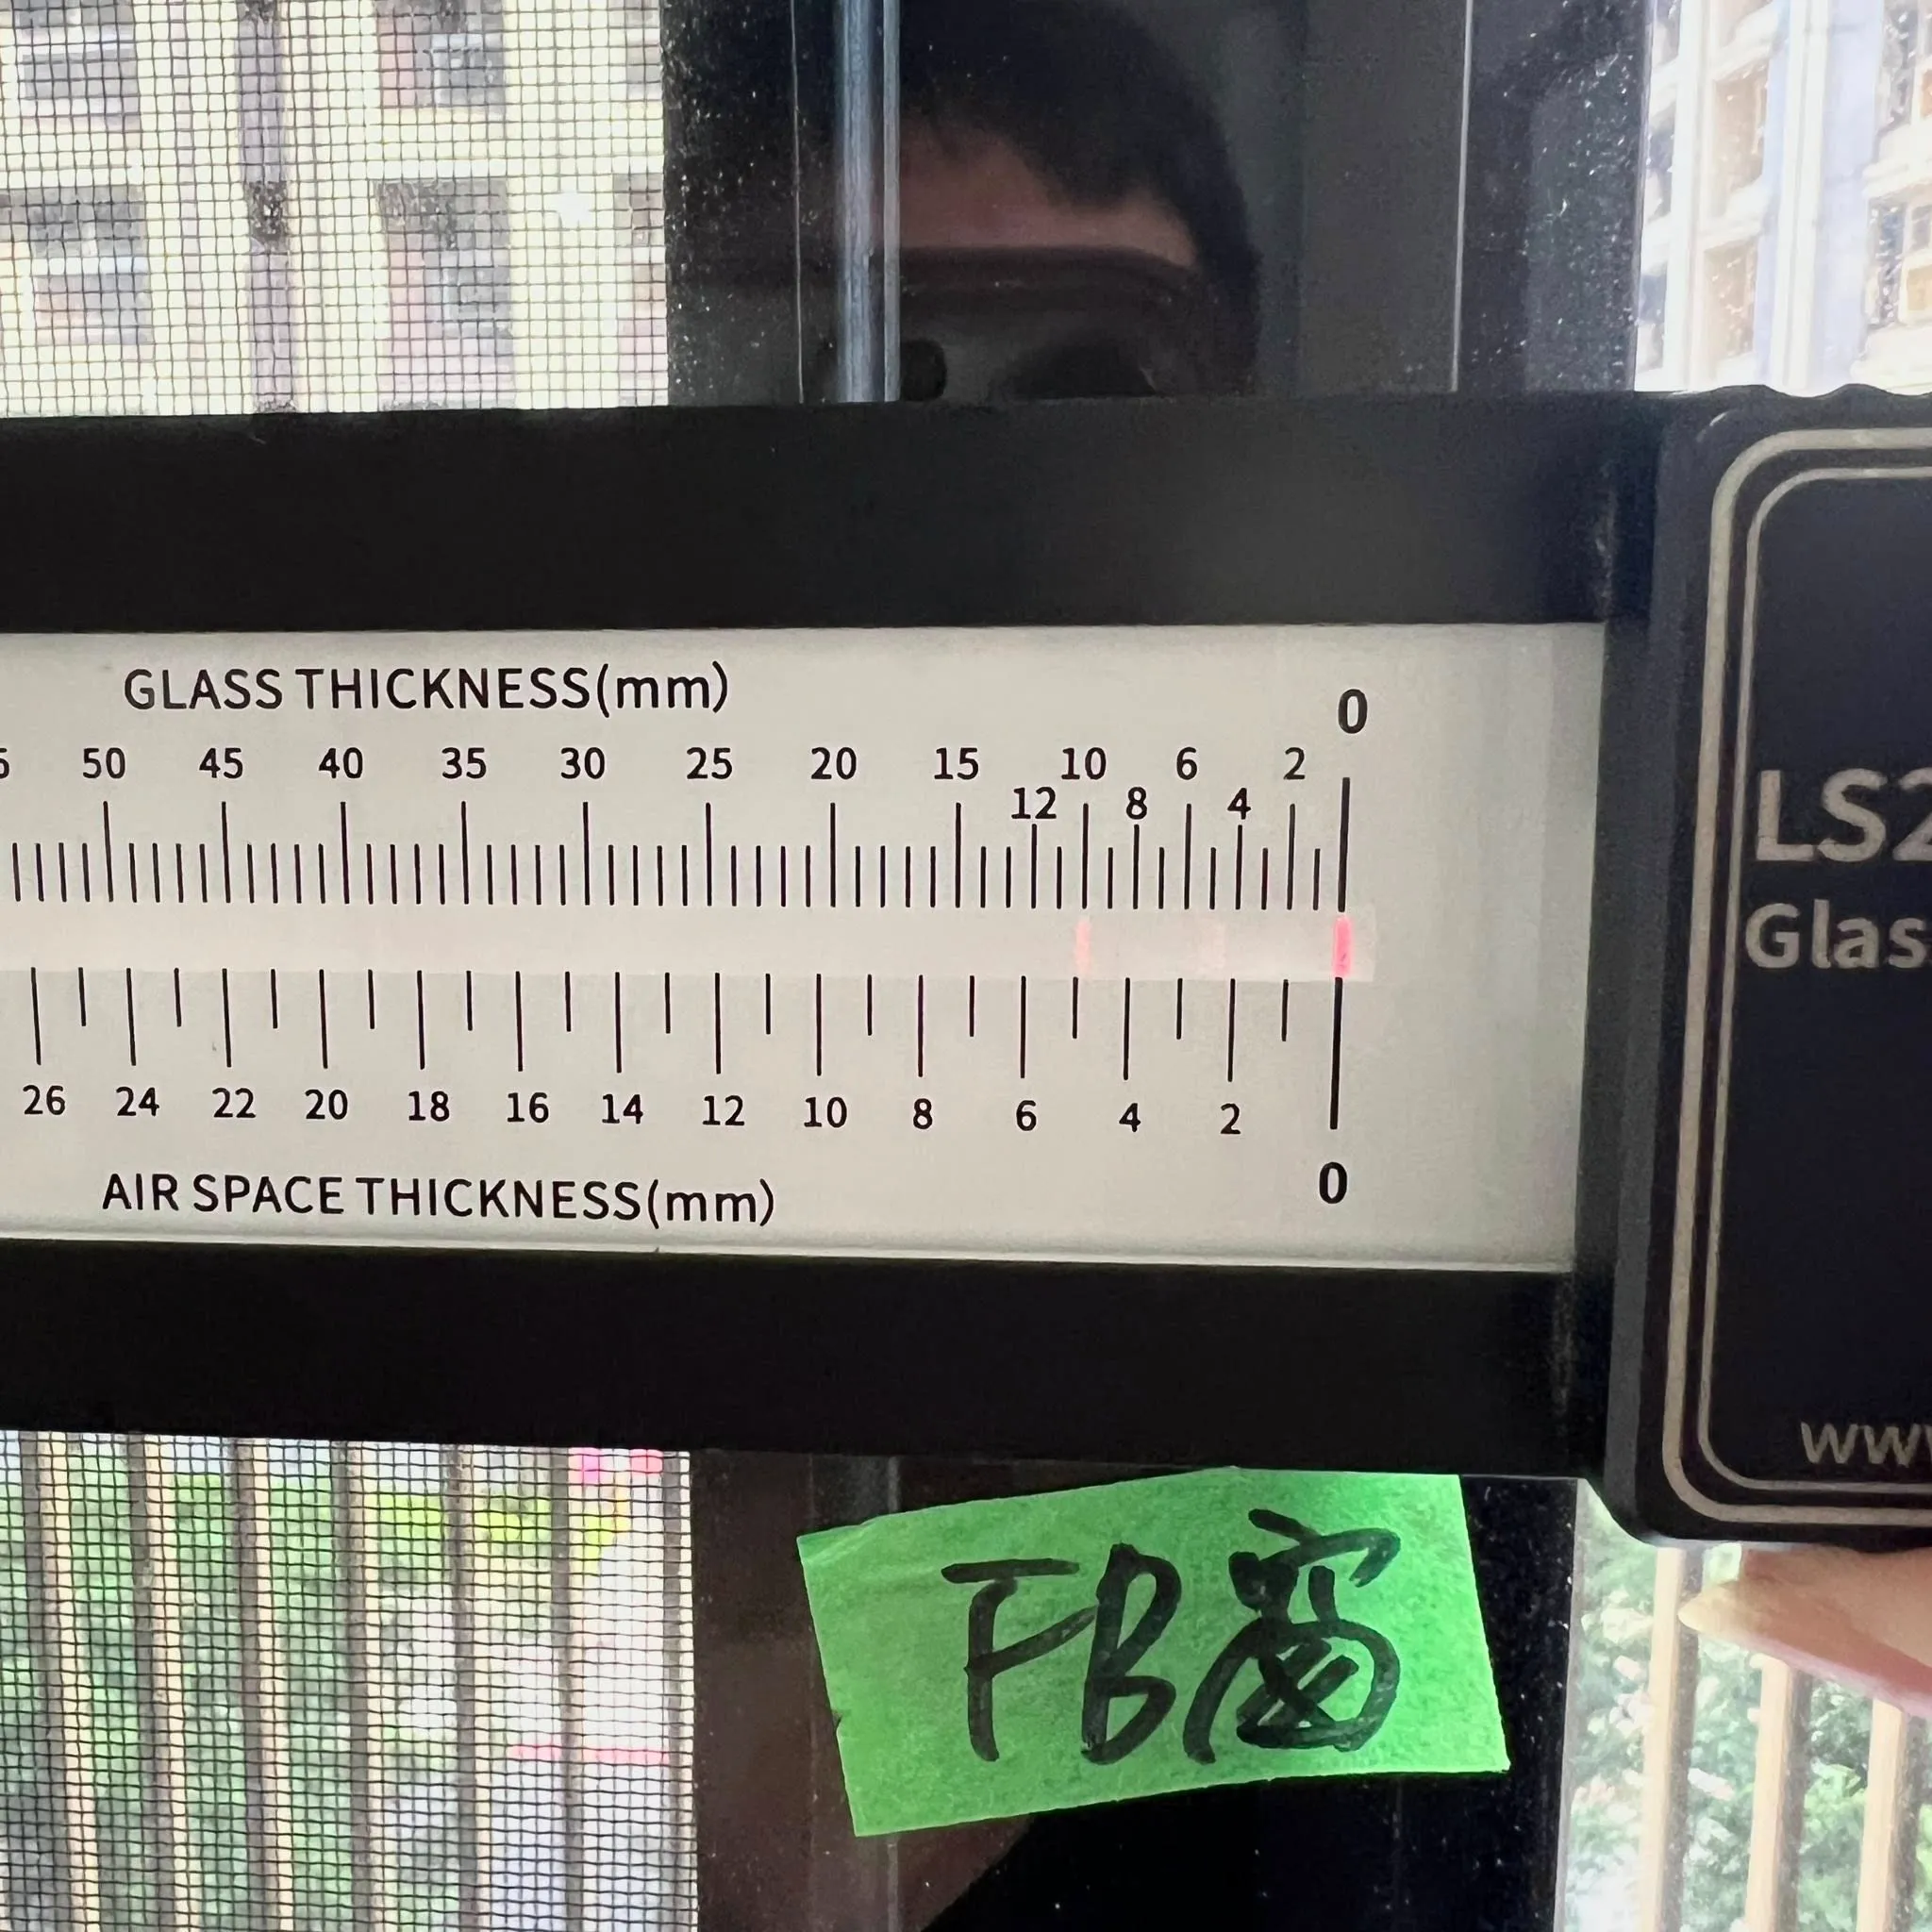 GLASS THICKNESS(mm)
0
50 45 40 35 30 25 20 15 10 6 2
12 8 4
26 24 22 20 18 16 14 12 10 8 6 4 2
0
AIR SPACE THICKNESS(mm)
LS2
Glas
www
FB窗